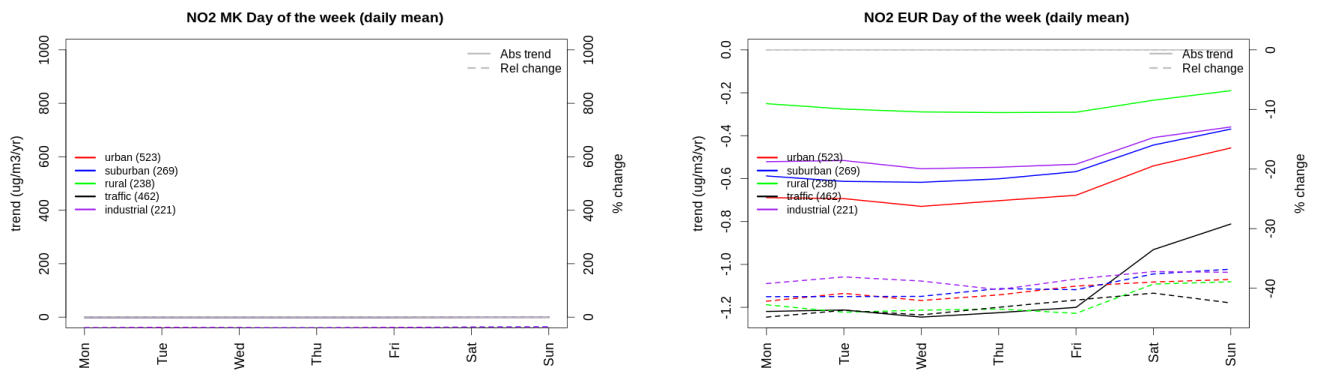 NO2 MK Day of the week (daily mean)
1000
800
600
400
200
0
trend (ug/m3/yr)
1000
800
600
400
200
0
% change
Abs trend
Rel change
urban (523)
suburban (269)
rural (238)
traffic (462)
industrial (221)
Mon
Tue
Wed
Thu
Fri
Sat
Sun
NO2 EUR Day of the week (daily mean)
0.0
-0.2
-0.4
-0.6
-0.8
-1.0
-1.2
trend (ug/m3/yr)
0
-10
-20
-30
-40
% change
Abs trend
Rel change
urban (523)
suburban (269)
rural (238)
traffic (462)
industrial (221)
Mon
Tue
Wed
Thu
Fri
Sat
Sun